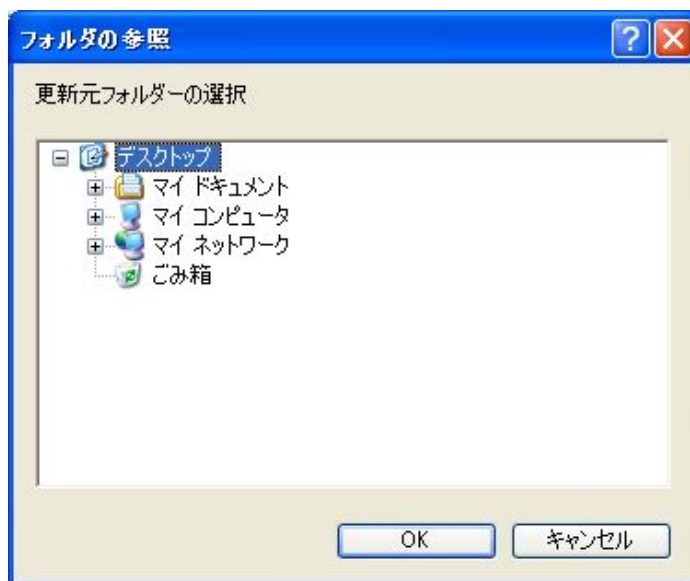 フォルダの参照
更新元フォルダーの選択
デスクトップ
マイ ドキュメント
マイ コンピュータ
マイ ネットワーク
ごみ箱
OK キャンセル